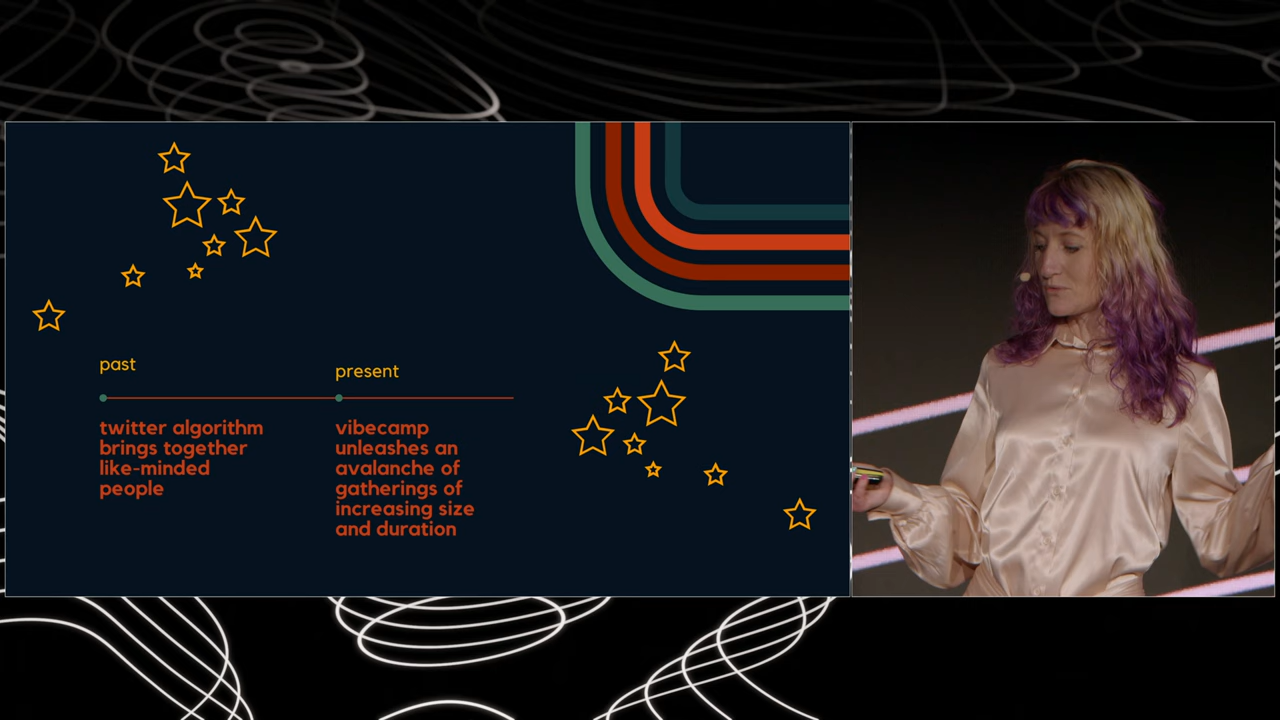 past
present
twitter algorithm
brings together
like-minded
people
vibecamp
unleashes an
avalanche of
gatherings of
increasing size
and duration